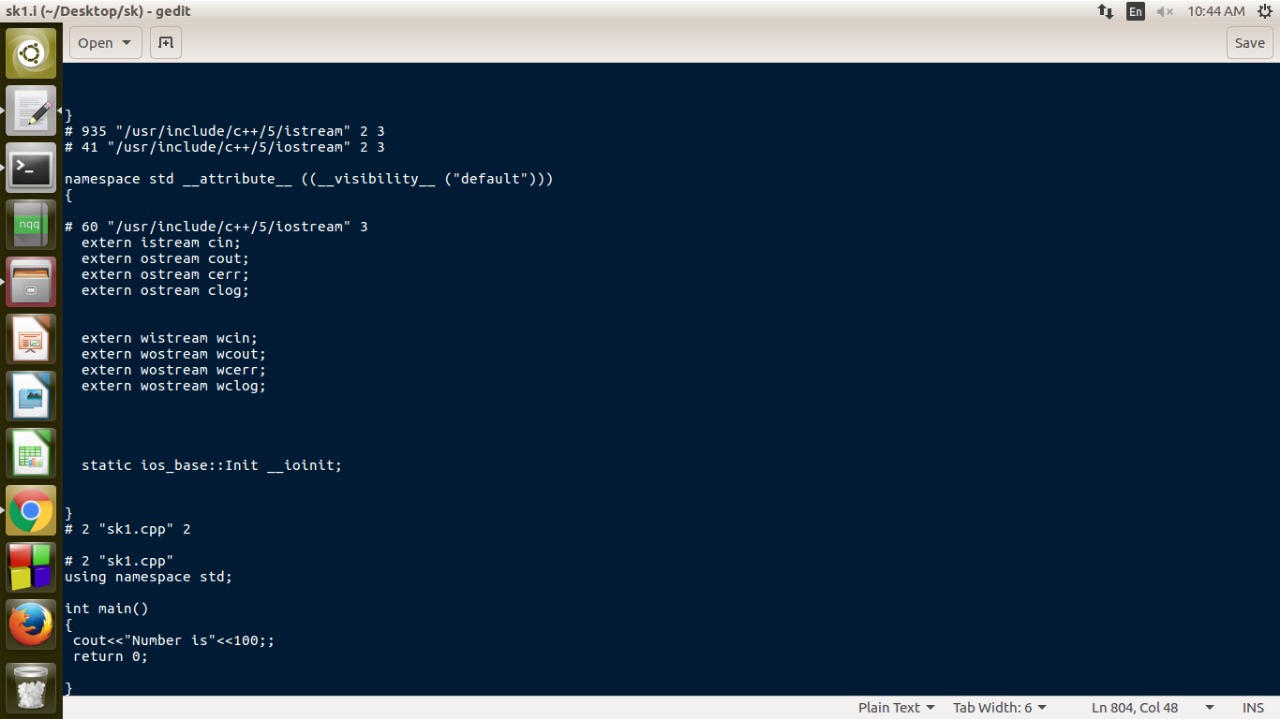 sk1.i (~/Desktop/sk) - gedit
En
10:44 AM
Open
Save
}
# 935 "/usr/include/c++/5/istream" 2 3
# 41 "/usr/include/c++/5/iostream" 2 3
namespace std __attribute__ ((__visibility__ ("default")))
{
# 60 "/usr/include/c++/5/iostream" 3
extern istream cin;
extern ostream cout;
extern ostream cerr;
extern ostream clog;
extern wistream wcin;
extern wostream wcout;
extern wostream wcerr;
extern wostream wclog;
static ios_base::Init __ioinit;
}
# 2 "sk1.cpp" 2
# 2 "sk1.cpp"
using namespace std;
int main()
{
cout<<"Number is"<<100;;
return 0;
}
nqq
Plain Text
Tab Width: 6
Ln 804, Col 48
INS